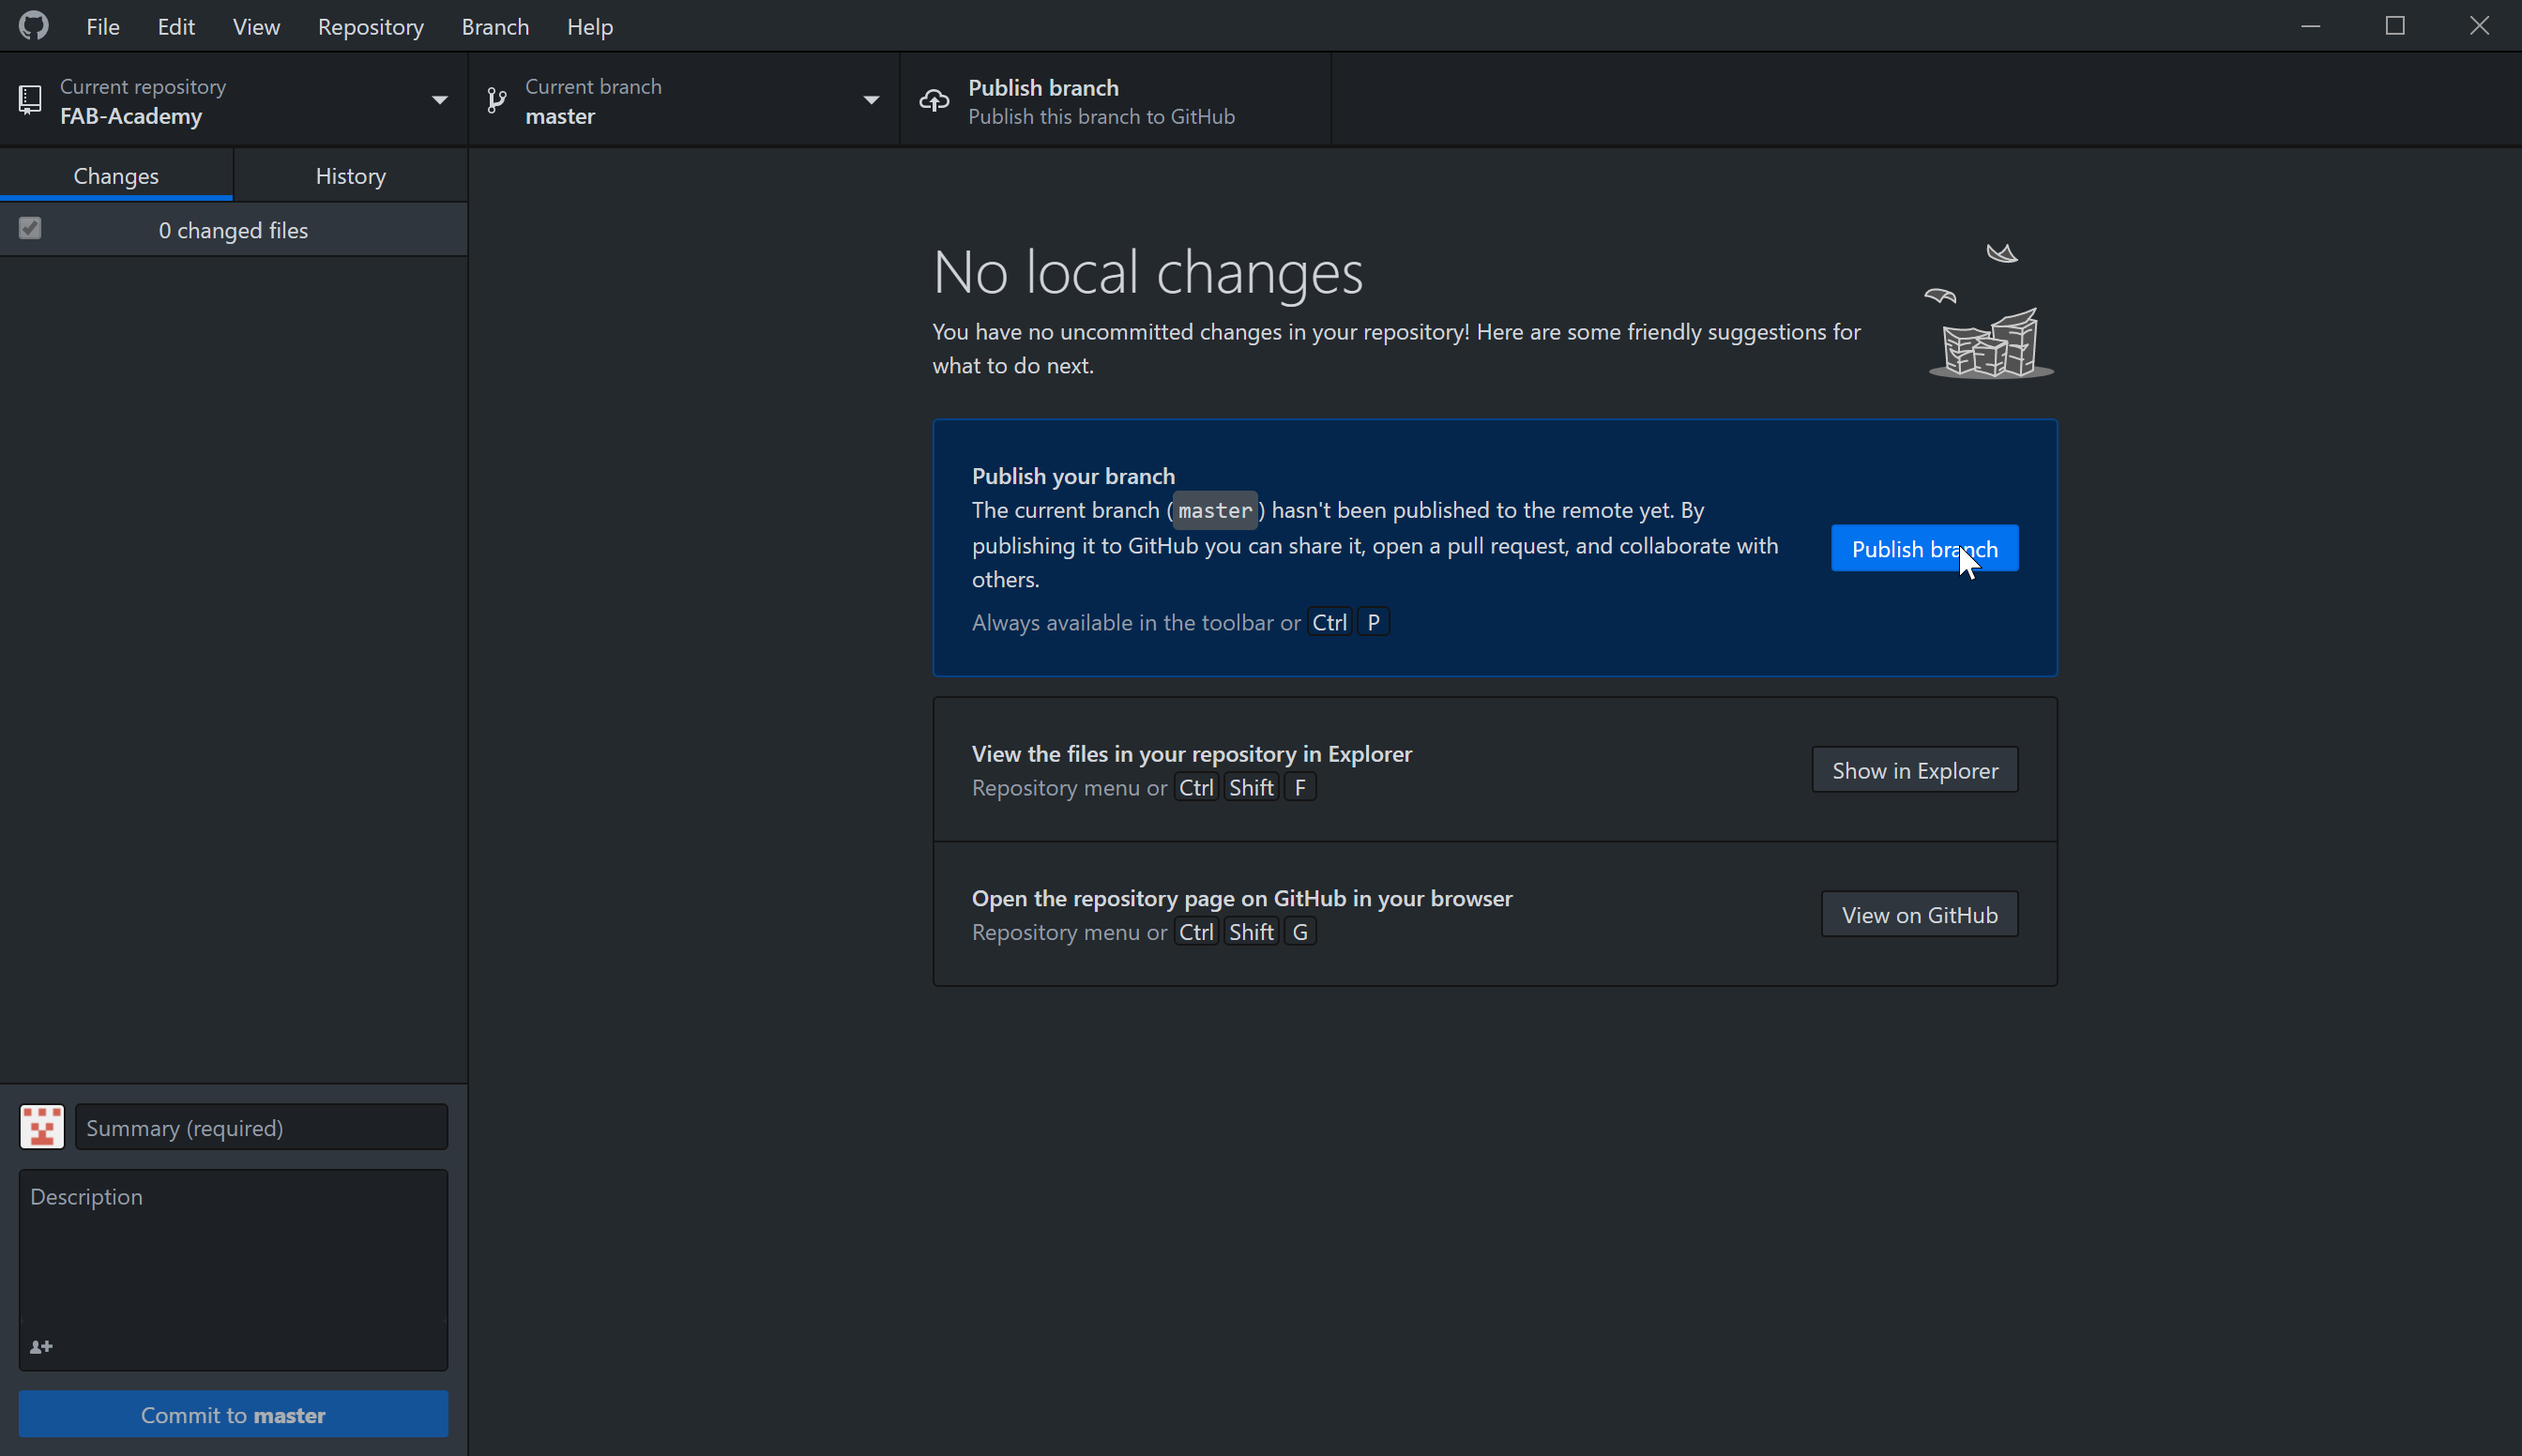 File Edit View Repository Branch Help
Current repository
FAB-Academy
Current branch
master
Publish branch
Publish this branch to GitHub
Changes History
0 changed files
No local changes
You have no uncommitted changes in your repository! Here are some friendly suggestions for
what to do next.
Publish your branch
The current branch (master) hasn't been published to the remote yet. By
publishing it to GitHub you can share it, open a pull request, and collaborate with
others.
Always available in the toolbar or Ctrl P
Publish branch
View the files in your repository in Explorer
Repository menu or Ctrl Shift F
Show in Explorer
Open the repository page on GitHub in your browser
Repository menu or Ctrl Shift G
View on GitHub
Summary (required)
Description
Commit to master